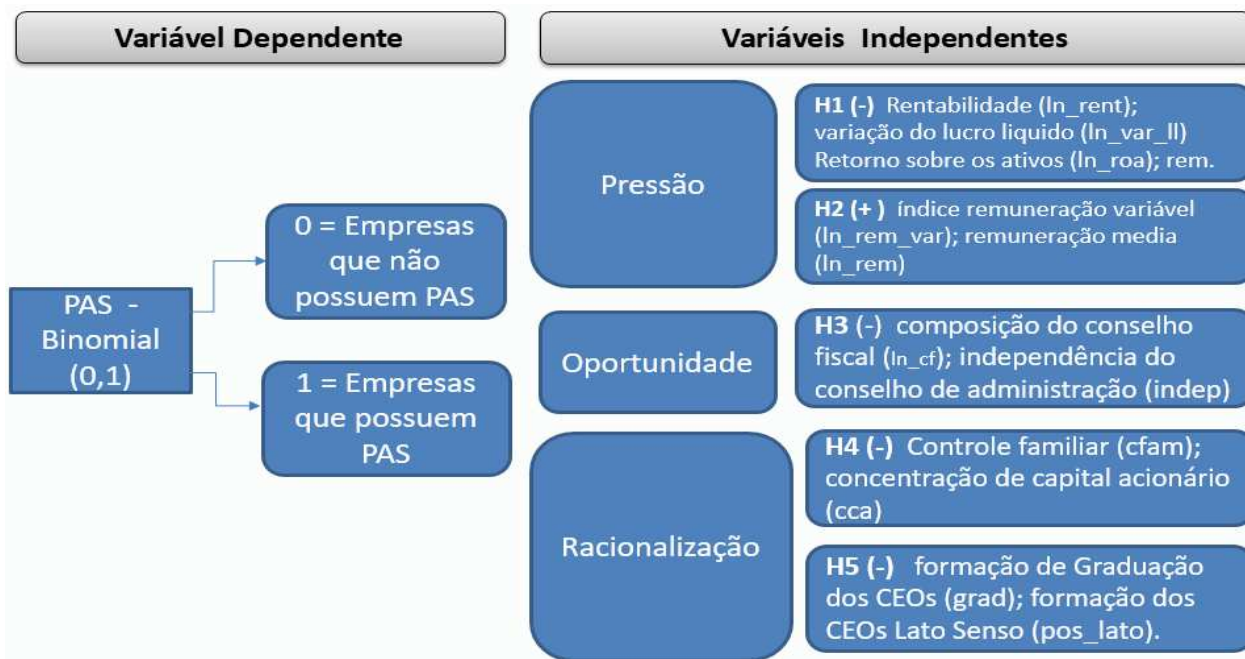 Variável Dependente
Variáveis Independentes
PAS -
Binomial
(0,1)
0 = Empresas
que não
possuem PAS
1 = Empresas
que possuem
PAS
Pressão
H1 (-) Rentabilidade (ln_rent);
variação do lucro liquido (ln_var_ll)
Retorno sobre os ativos (ln_roa); rem.
H2 (+ ) índice remuneração variável
(ln_rem_var); remuneração media
(ln_rem)
Oportunidade
H3 (-) composição do conselho
fiscal (ln_cf); independência do
conselho de administração (indep)
Racionalização
H4 (-) Controle familiar (cfam);
concentração de capital acionário
(cca)
H5 (-) formação de Graduação
dos CEOs (grad); formação dos
CEOs Lato Senso (pos_lato).